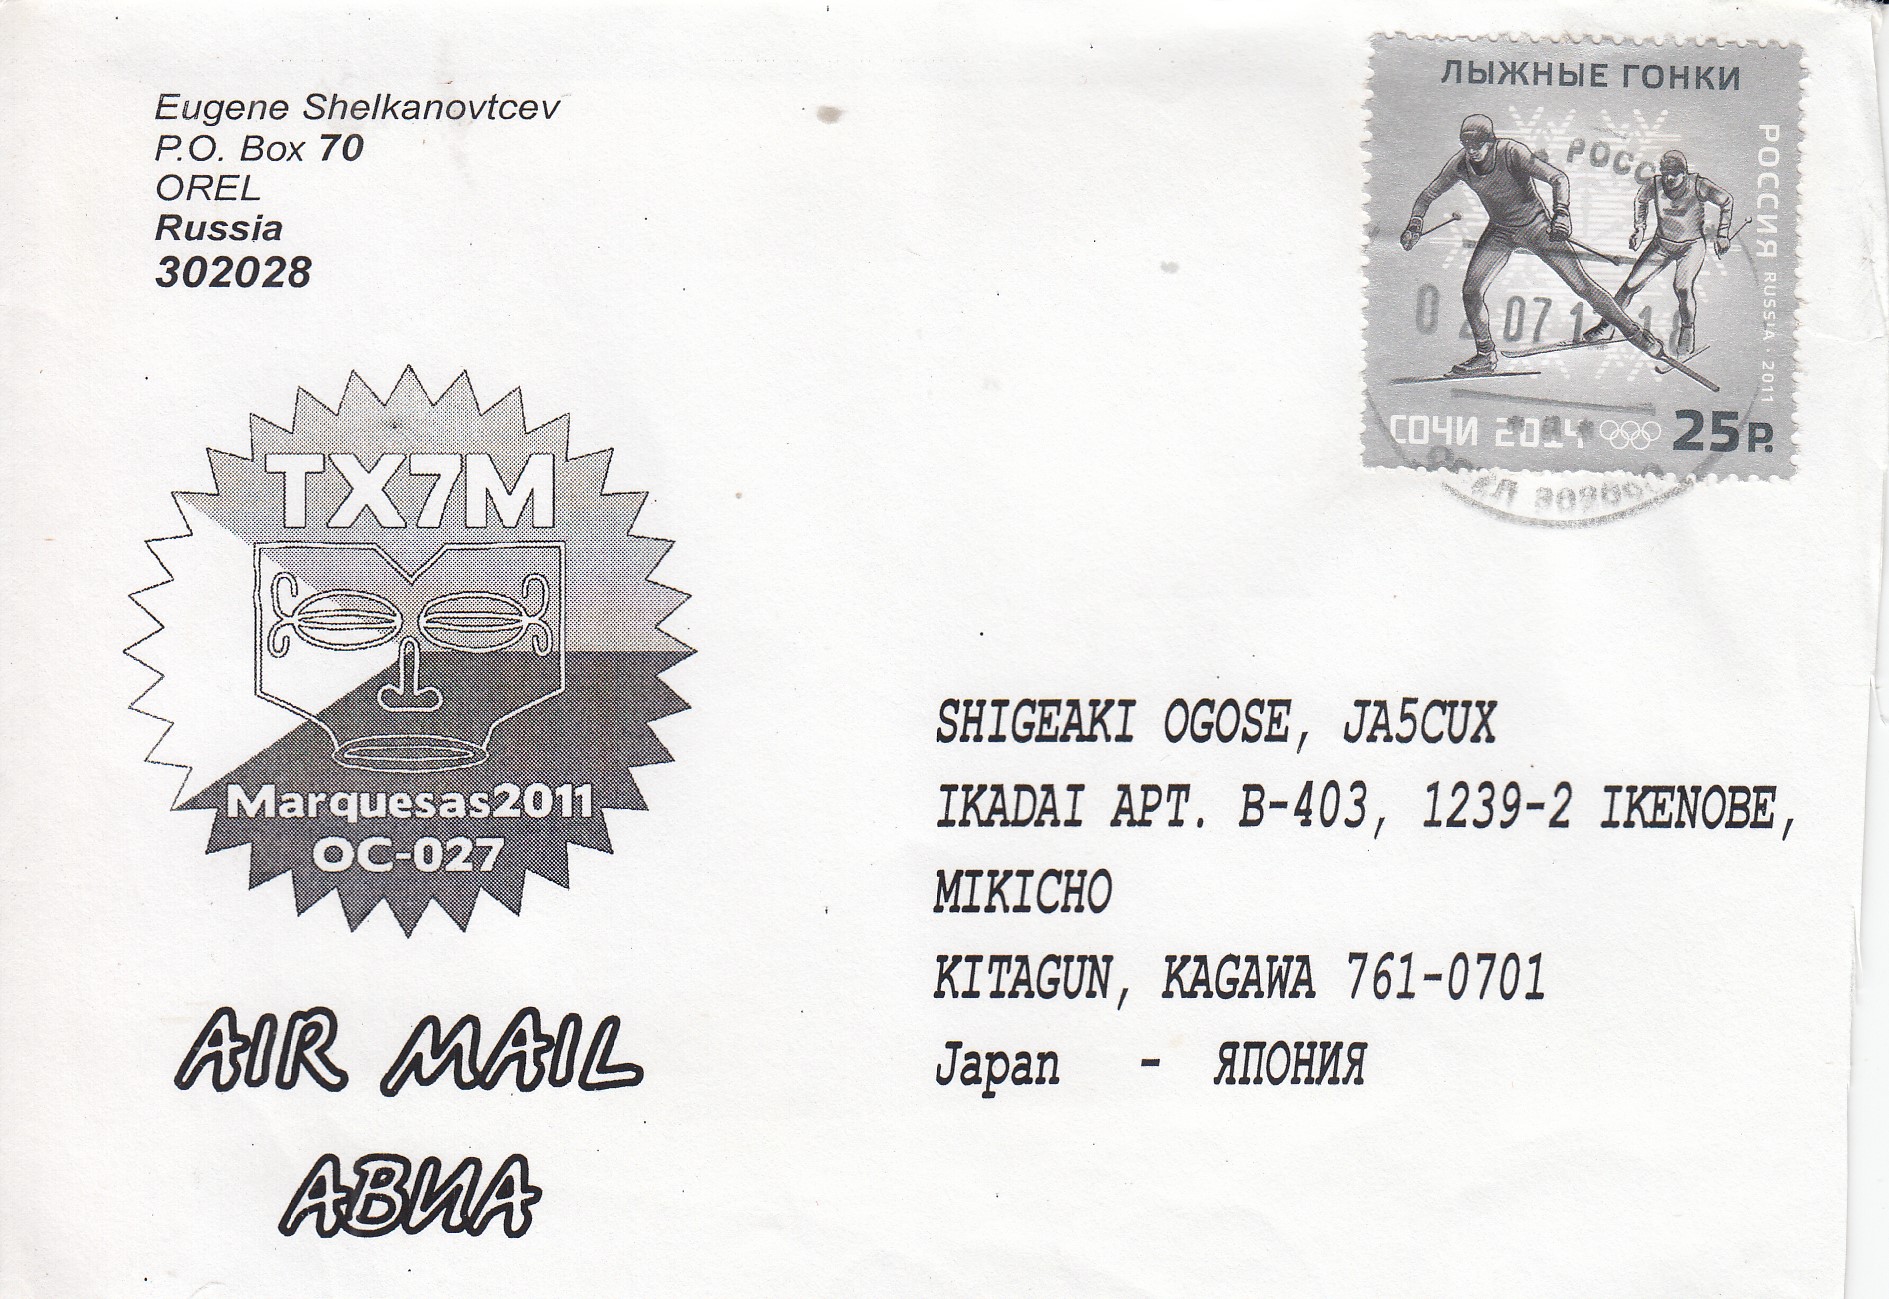 Eugene Shelkanovtcev
P.O. Box 70
OREL
Russia
302028
ЛЫЖНЫЕ ГОНКИ
РОССИЯ RUSSIA · 2011
СОЧИ 2014
25 Р.
TX7M
Marquesas2011
OC-027
AIR MAIL
АВИА
SHIGEAKI OGOSE, JA5CUX
IKADAI APT. B-403, 1239-2 IKENOBE,
MIKICHO
KITAGUN, KAGAWA 761-0701
Japan - ЯПОНИЯ